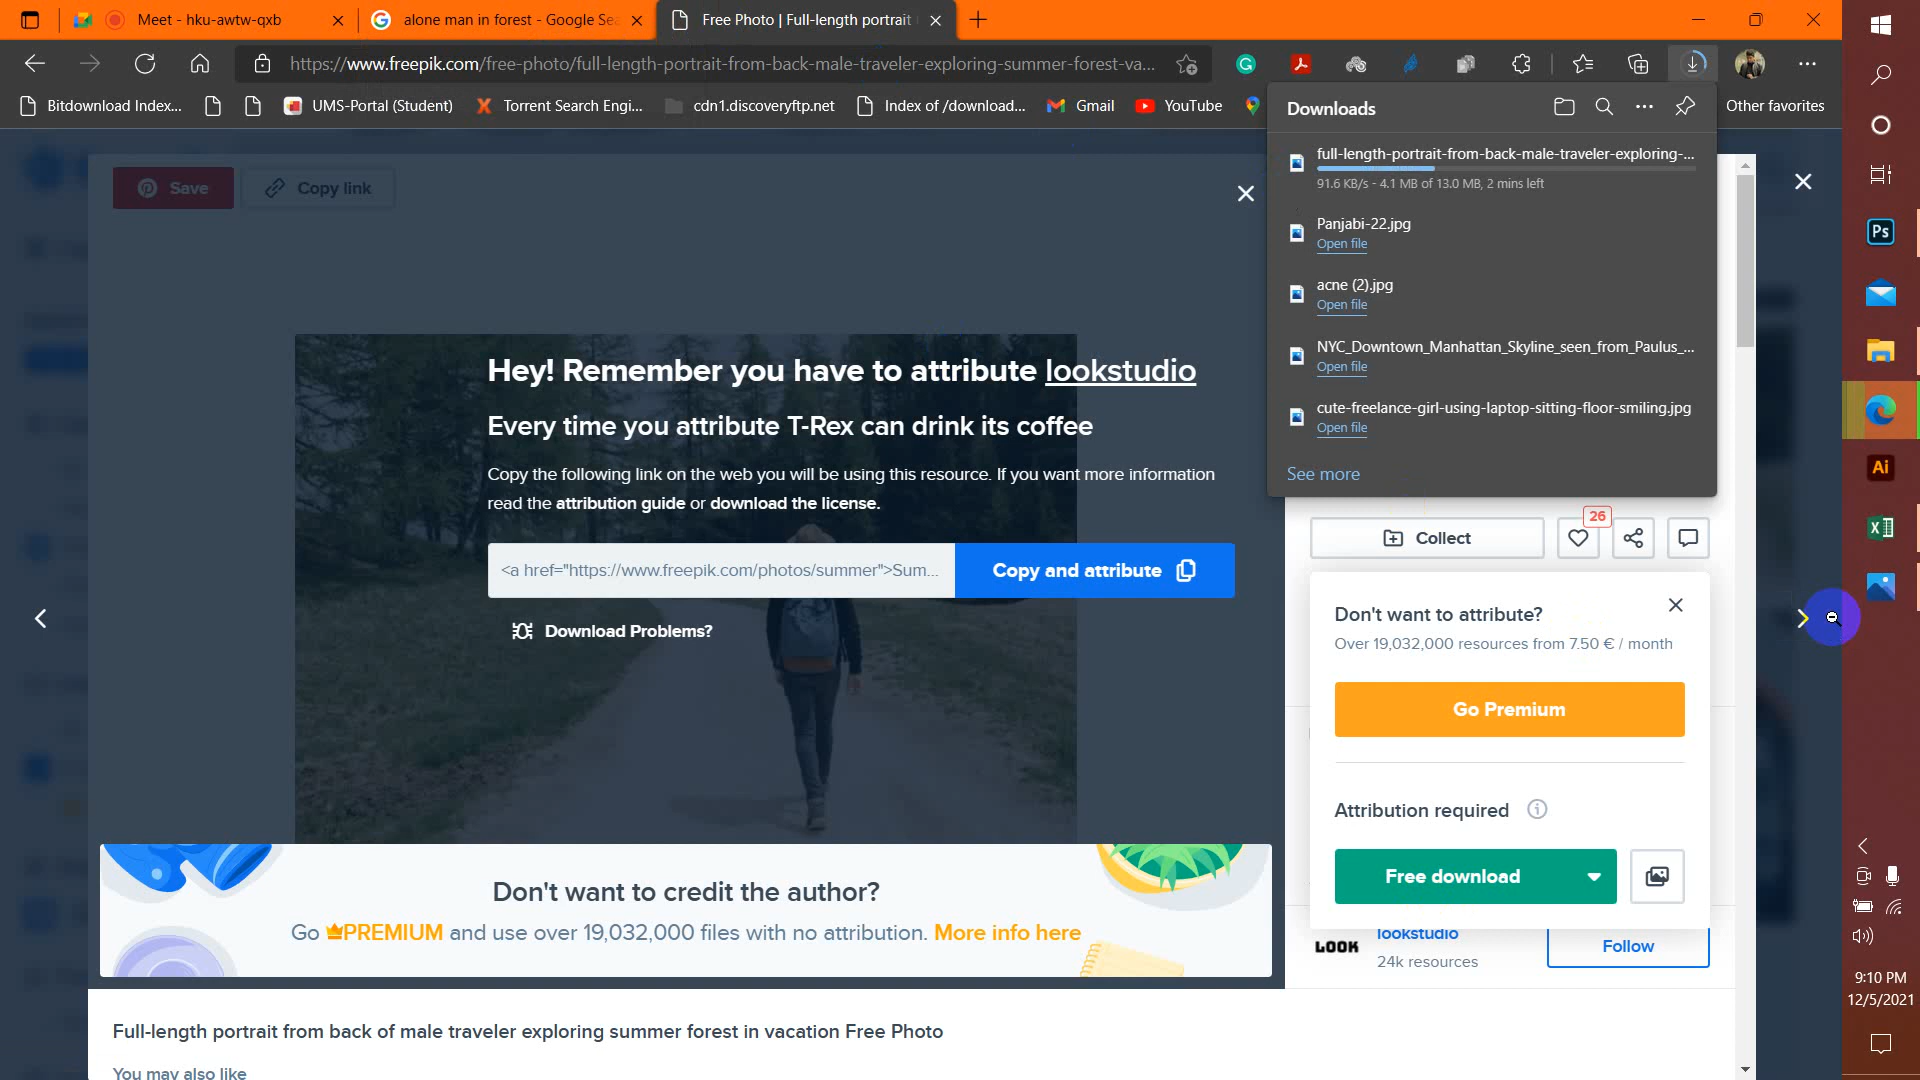 Meet - hku-awtw-qxb
alone man in forest - Google Sea
Free Photo | Full-length portrait
https://www.freepik.com/free-photo/full-length-portrait-from-back-male-traveler-exploring-summer-forest-va...
Bitdownload Index...
UMS-Portal (Student)
Torrent Search Engi...
cdn1.discoveryftp.net
Index of /download...
Gmail
YouTube
Other favorites
Downloads
full-length-portrait-from-back-male-traveler-exploring-...
91.6 KB/s - 4.1 MB of 13.0 MB, 2 mins left
Panjabi-22.jpg
Open file
acne (2).jpg
Open file
NYC_Downtown_Manhattan_Skyline_seen_from_Paulus_...
Open file
cute-freelance-girl-using-laptop-sitting-floor-smiling.jpg
Open file
See more
Save
Copy link
Hey! Remember you have to attribute lookstudio
Every time you attribute T-Rex can drink its coffee
Copy the following link on the web you will be using this resource. If you want more information
read the attribution guide or download the license.
<a href="https://www.freepik.com/photos/summer">Sum...
Copy and attribute
Download Problems?
26
Collect
Don't want to attribute?
Over 19,032,000 resources from 7.50 € / month
Go Premium
Attribution required
Free download
LOOK
lookstudio
24k resources
Follow
Don't want to credit the author?
Go PREMIUM and use over 19,032,000 files with no attribution. More info here
Full-length portrait from back of male traveler exploring summer forest in vacation Free Photo
You may also like
Ps
Ai
9:10 PM
12/5/2021